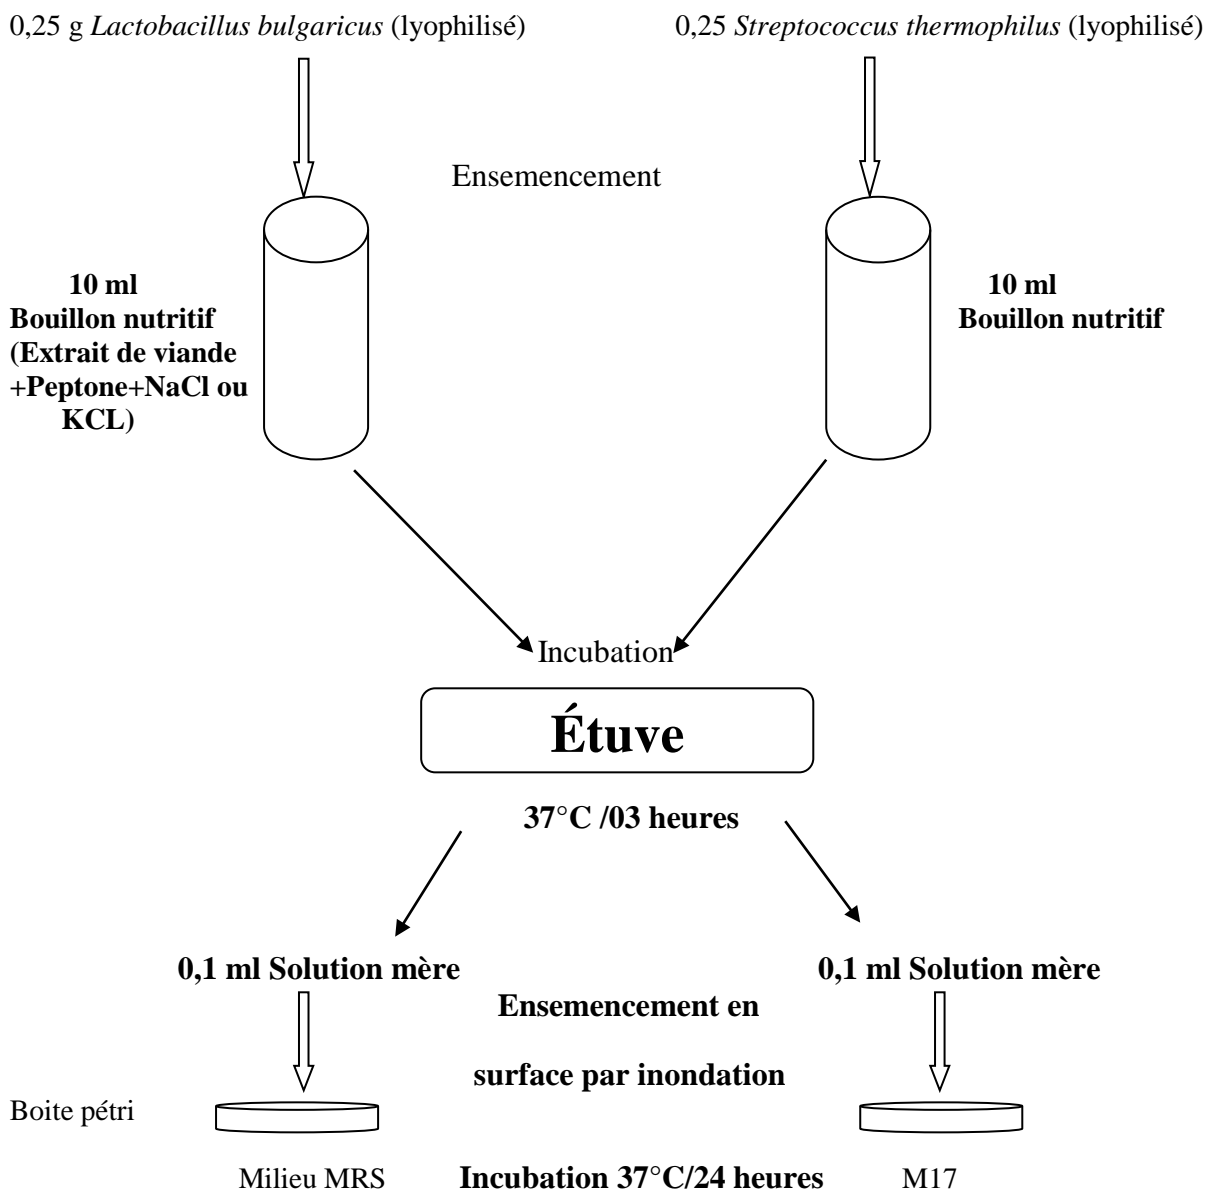 0,25 g Lactobacillus bulgaricus (lyophilisé)
0,25 Streptococcus thermophilus (lyophilisé)
Ensemencement
10 ml
Bouillon nutritif
(Extrait de viande
+Peptone+NaCl ou
KCL)
10 ml
Bouillon nutritif
Incubation
Étuve
37°C /03 heures
0,1 ml Solution mère
0,1 ml Solution mère
Ensemencement en
surface par inondation
Boite pétri
Milieu MRS
Incubation 37°C/24 heures
M17